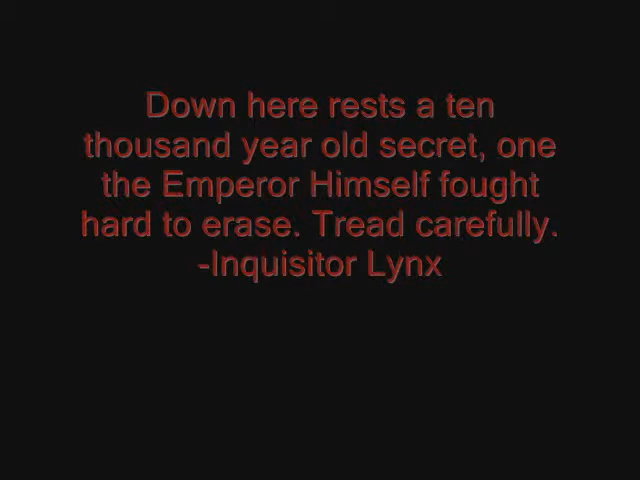 Down here rests a ten
thousand year old secret, one
the Emperor Himself fought
hard to erase. Tread carefully.
-Inquisitor Lynx